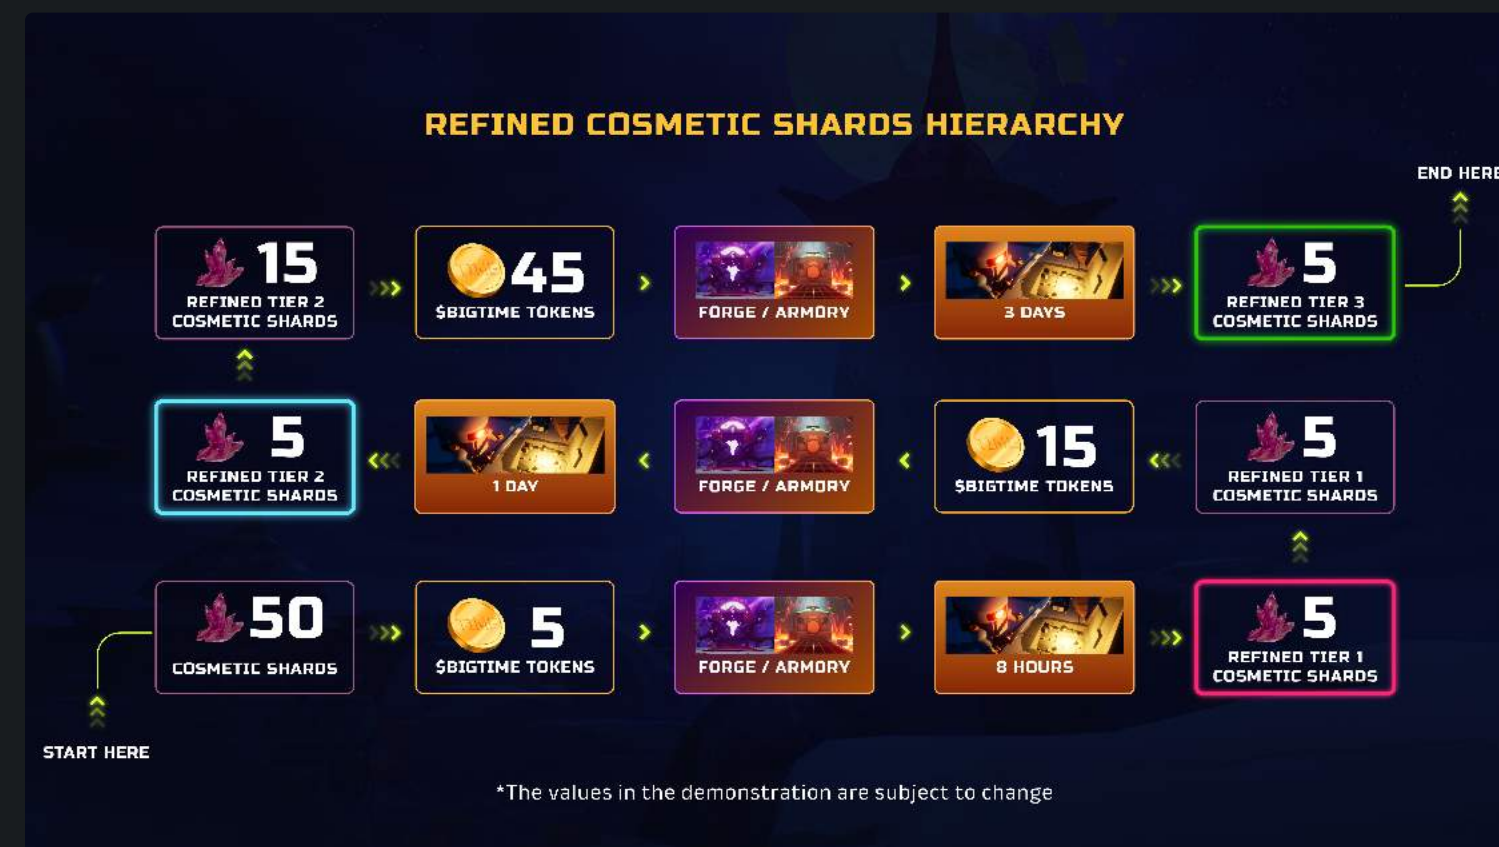 REFINED COSMETIC SHARDS HIERARCHY
END HERE
15
REFINED TIER 2
COSMETIC SHARDS
45
$BIGTIME TOKENS
FORGE / ARMORY
3 DAYS
5
REFINED TIER 3
COSMETIC SHARDS
5
REFINED TIER 2
COSMETIC SHARDS
1 DAY
FORGE / ARMORY
15
$BIGTIME TOKENS
5
REFINED TIER 1
COSMETIC SHARDS
50
COSMETIC SHARDS
5
$BIGTIME TOKENS
FORGE / ARMORY
8 HOURS
5
REFINED TIER 1
COSMETIC SHARDS
START HERE
*The values in the demonstration are subject to change